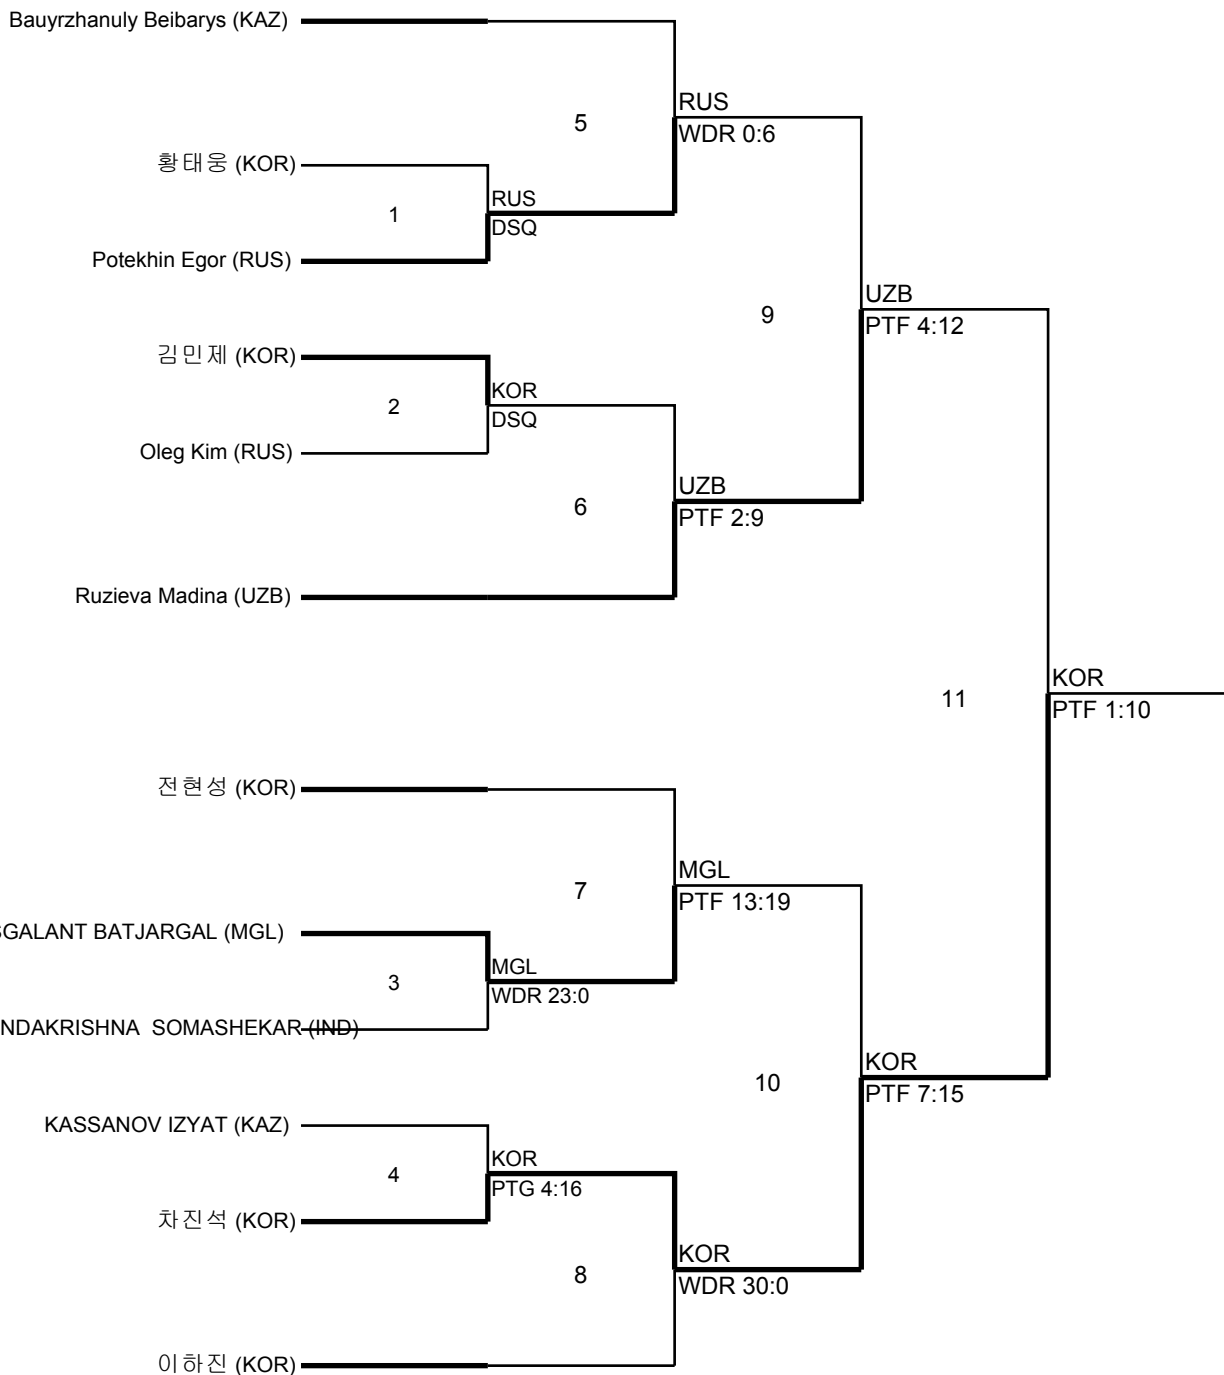 Bauyrzhanuly Beibarys (KAZ)
RUS
5
WDR 0:6
황태웅 (KOR)
RUS
1
DSQ
Potekhin Egor (RUS)
UZB
9
PTF 4:12
김민제 (KOR)
KOR
2
DSQ
Oleg Kim (RUS)
UZB
6
PTF 2:9
Ruzieva Madina (UZB)
KOR
11
PTF 1:10
전현성 (KOR)
MGL
7
PTF 13:19
SGALANT BATJARGAL (MGL)
MGL
3
WDR 23:0
NDAKRISHNA SOMASHEKAR (IND)
KOR
10
PTF 7:15
KASSANOV IZYAT (KAZ)
KOR
4
PTG 4:16
차진석 (KOR)
KOR
8
WDR 30:0
이하진 (KOR)